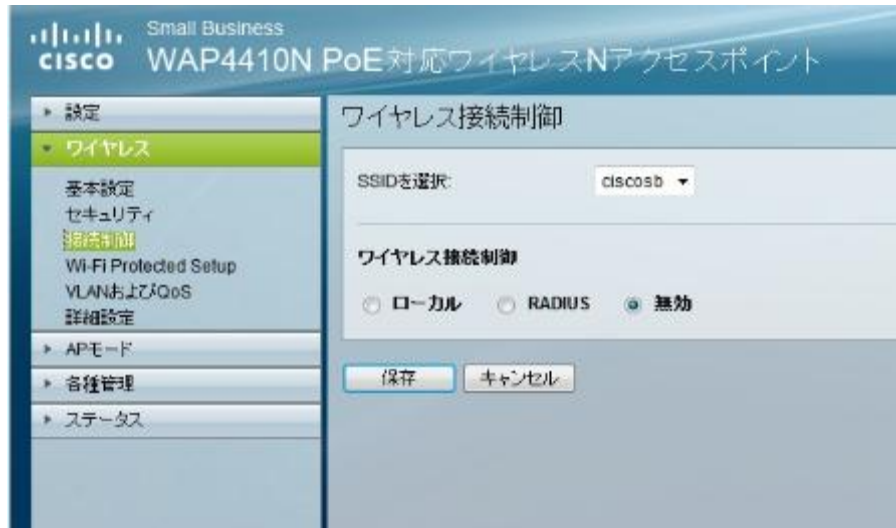 Small Business
CISCO WAP4410N PoE対応ワイヤレスNアクセスポイント
設定
ワイヤレス
基本設定
セキュリティ
接続制御
Wi-Fi Protected Setup
VLANおよびQoS
詳細設定
APモード
各種管理
ステータス
ワイヤレス接続制御
SSIDを選択: ciscosb
ワイヤレス接続制御
ローカル RADIUS 無効
保存 キャンセル